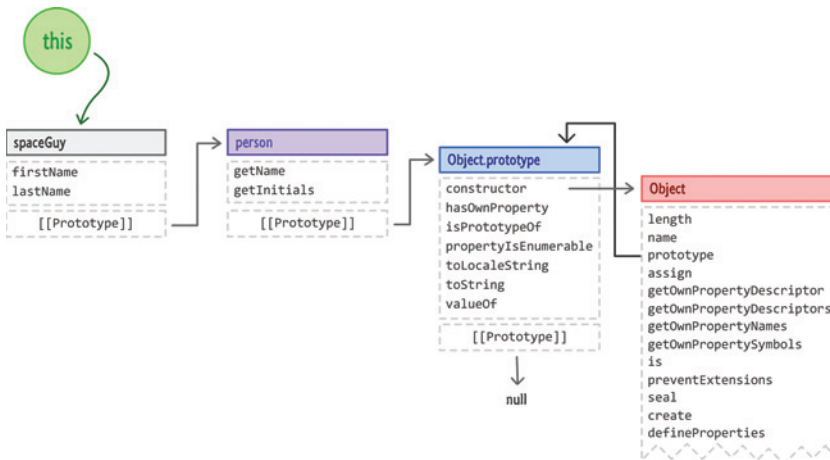 this
spaceGuy
firstName
lastName
[[Prototype]]
person
getName
getInitials
[[Prototype]]
Object.prototype
constructor
hasOwnProperty
isPrototypeOf
propertyIsEnumerable
toLocaleString
toString
valueOf
[[Prototype]]
null
Object
length
name
prototype
assign
getOwnPropertyDescriptor
getOwnPropertyDescriptors
getOwnPropertyNames
getOwnPropertySymbols
is
preventExtensions
seal
create
defineProperties